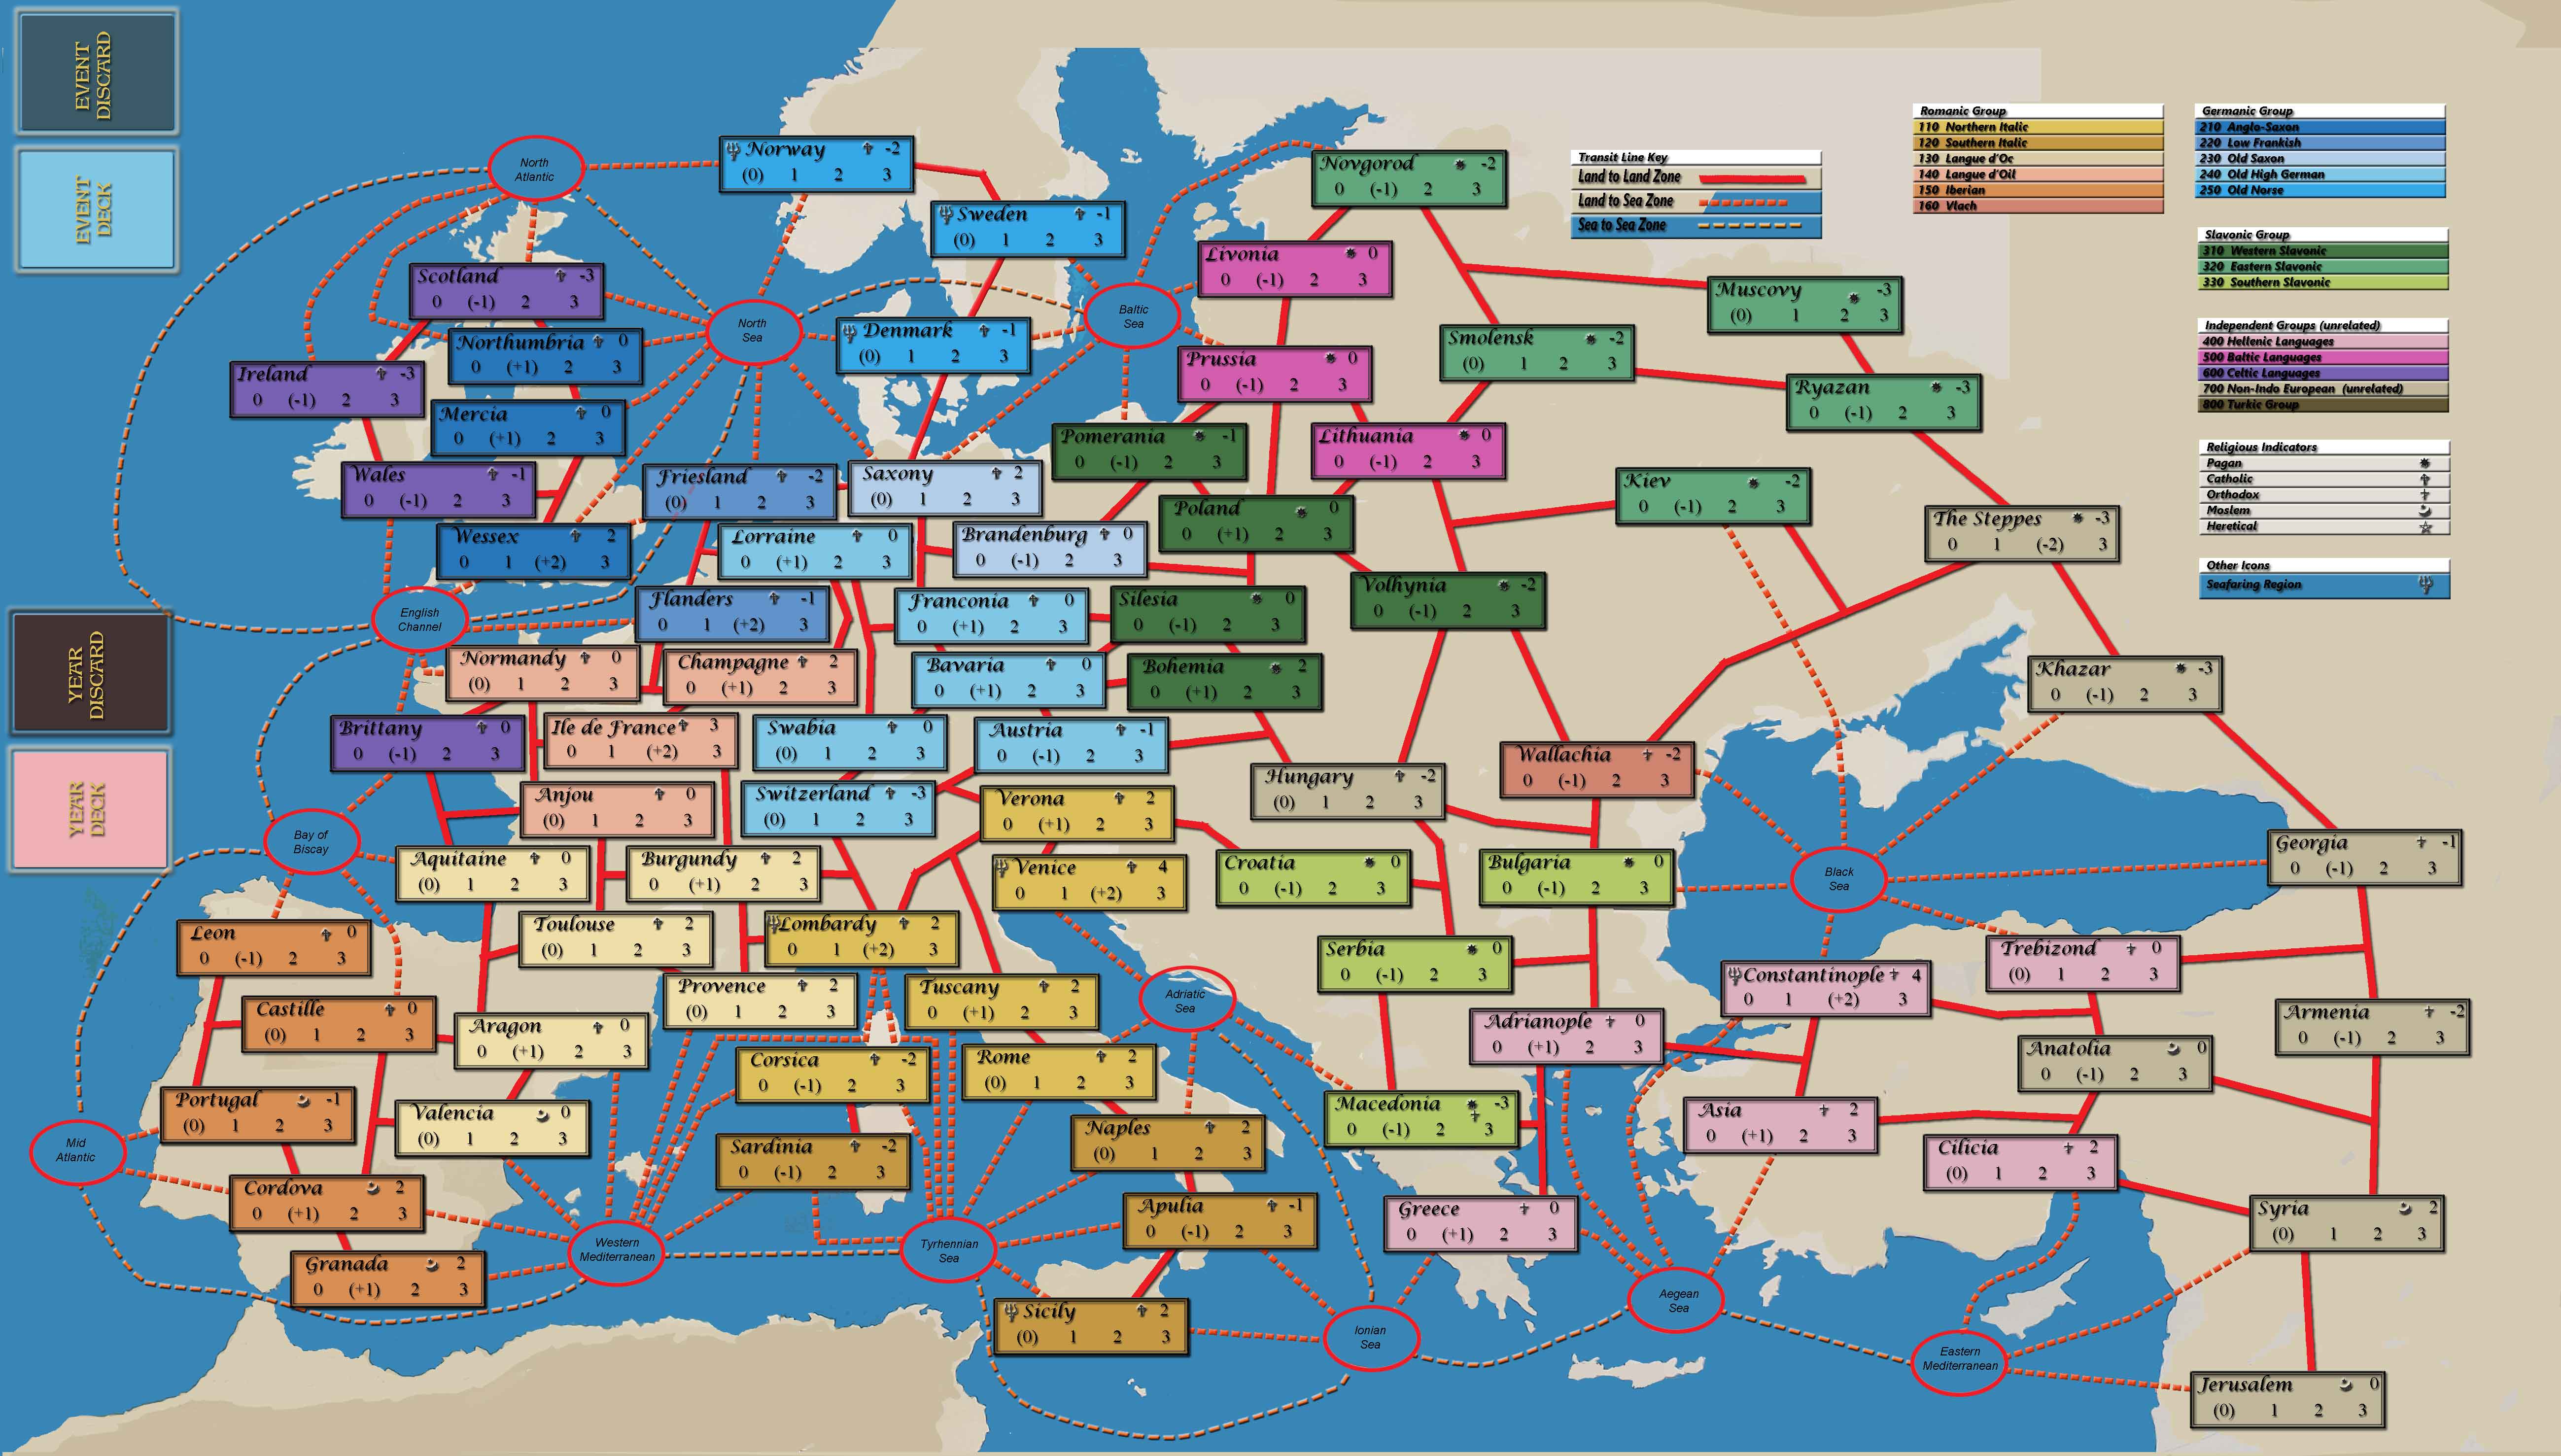 EVENT
DISCARD
EVENT
DECK
YEAR
DISCARD
YEAR
DECK
Transit Line Key
Land to Land Zone
Land to Sea Zone
Sea to Sea Zone
Romanic Group
110 Northern Italic
120 Southern Italic
130 Langue d'Oc
140 Langue d'Oil
150 Iberian
160 Vlach
Germanic Group
210 Anglo-Saxon
220 Low Frankish
230 Old Saxon
240 Old High German
250 Old Norse
Slavonic Group
310 Western Slavonic
320 Eastern Slavonic
330 Southern Slavonic
Independent Groups (unrelated)
400 Hellenic Languages
500 Baltic Languages
600 Celtic Languages
700 Non-Indo European (unrelated)
800 Turkic Group
Religious Indicators
Pagan
Catholic
Orthodox
Moslem
Heretical
Other Icons
Seafaring Region
North
Atlantic
Norway -2
(0) 1 2 3
Novgorod -2
0 (-1) 2 3
Sweden -1
(0) 1 2 3
Livonia 0
0 (-1) 2 3
Scotland -3
0 (-1) 2 3
Muscovy -3
(0) 1 2 3
North
Sea
Baltic
Sea
Denmark -1
(0) 1 2 3
Northumbria 0
0 (+1) 2 3
Smolensk -2
(0) 1 2 3
Prussia 0
0 (-1) 2 3
Ireland -3
0 (-1) 2 3
Ryazan -3
0 (-1) 2 3
Mercia 0
0 (+1) 2 3
Pomerania -1
0 (-1) 2 3
Lithuania 0
0 (-1) 2 3
Wales -1
0 (-1) 2 3
Friesland -2
(0) 1 2 3
Saxony 2
(0) 1 2 3
Kiev -2
0 (-1) 2 3
Poland 0
0 (+1) 2 3
The Steppes -3
0 1 (-2) 3
Wessex 2
0 1 (+2) 3
Lorraine 0
0 (+1) 2 3
Brandenburg 0
0 (-1) 2 3
Volhynia -2
0 (-1) 2 3
English
Channel
Flanders -1
0 1 (+2) 3
Franconia 0
0 (+1) 2 3
Silesia 0
0 (-1) 2 3
Normandy 0
(0) 1 2 3
Champagne 2
0 (+1) 2 3
Bavaria 0
0 (+1) 2 3
Bohemia 2
0 (+1) 2 3
Khazar -3
0 (-1) 2 3
Brittany 0
0 (-1) 2 3
Ile de France 3
0 1 (+2) 3
Swabia 0
(0) 1 2 3
Austria -1
0 (-1) 2 3
Wallachia -2
0 (-1) 2 3
Hungary -2
(0) 1 2 3
Anjou 0
(0) 1 2 3
Switzerland -3
(0) 1 2 3
Verona 2
0 (+1) 2 3
Bay of
Biscay
Georgia -1
0 (-1) 2 3
Aquitaine 0
(0) 1 2 3
Burgundy 2
0 (+1) 2 3
Venice 4
0 1 (+2) 3
Croatia 0
0 (-1) 2 3
Bulgaria 0
0 (-1) 2 3
Black
Sea
Leon 0
0 (-1) 2 3
Toulouse 2
(0) 1 2 3
Lombardy 2
0 1 (+2) 3
Serbia 0
0 (-1) 2 3
Trebizond 0
(0) 1 2 3
Constantinople 4
0 1 (+2) 3
Provence 2
(0) 1 2 3
Tuscany 2
0 (+1) 2 3
Adriatic
Sea
Castille 0
(0) 1 2 3
Aragon 0
0 (+1) 2 3
Adrianople 0
0 (+1) 2 3
Armenia -2
0 (-1) 2 3
Anatolia 0
0 (-1) 2 3
Corsica -2
0 (-1) 2 3
Rome 2
(0) 1 2 3
Portugal -1
(0) 1 2 3
Valencia 0
(0) 1 2 3
Macedonia -3
0 (-1) 2 3
Asia 2
0 (+1) 2 3
Mid
Atlantic
Sardinia -2
0 (-1) 2 3
Naples 2
(0) 1 2 3
Cilicia 2
(0) 1 2 3
Cordova 2
0 (+1) 2 3
Apulia -1
0 (-1) 2 3
Greece 0
0 (+1) 2 3
Syria 2
(0) 1 2 3
Western
Mediterranean
Tyrhennian
Sea
Granada 2
0 (+1) 2 3
Aegean
Sea
Sicily 2
(0) 1 2 3
Ionian
Sea
Eastern
Mediterranean
Jerusalem 0
(0) 1 2 3